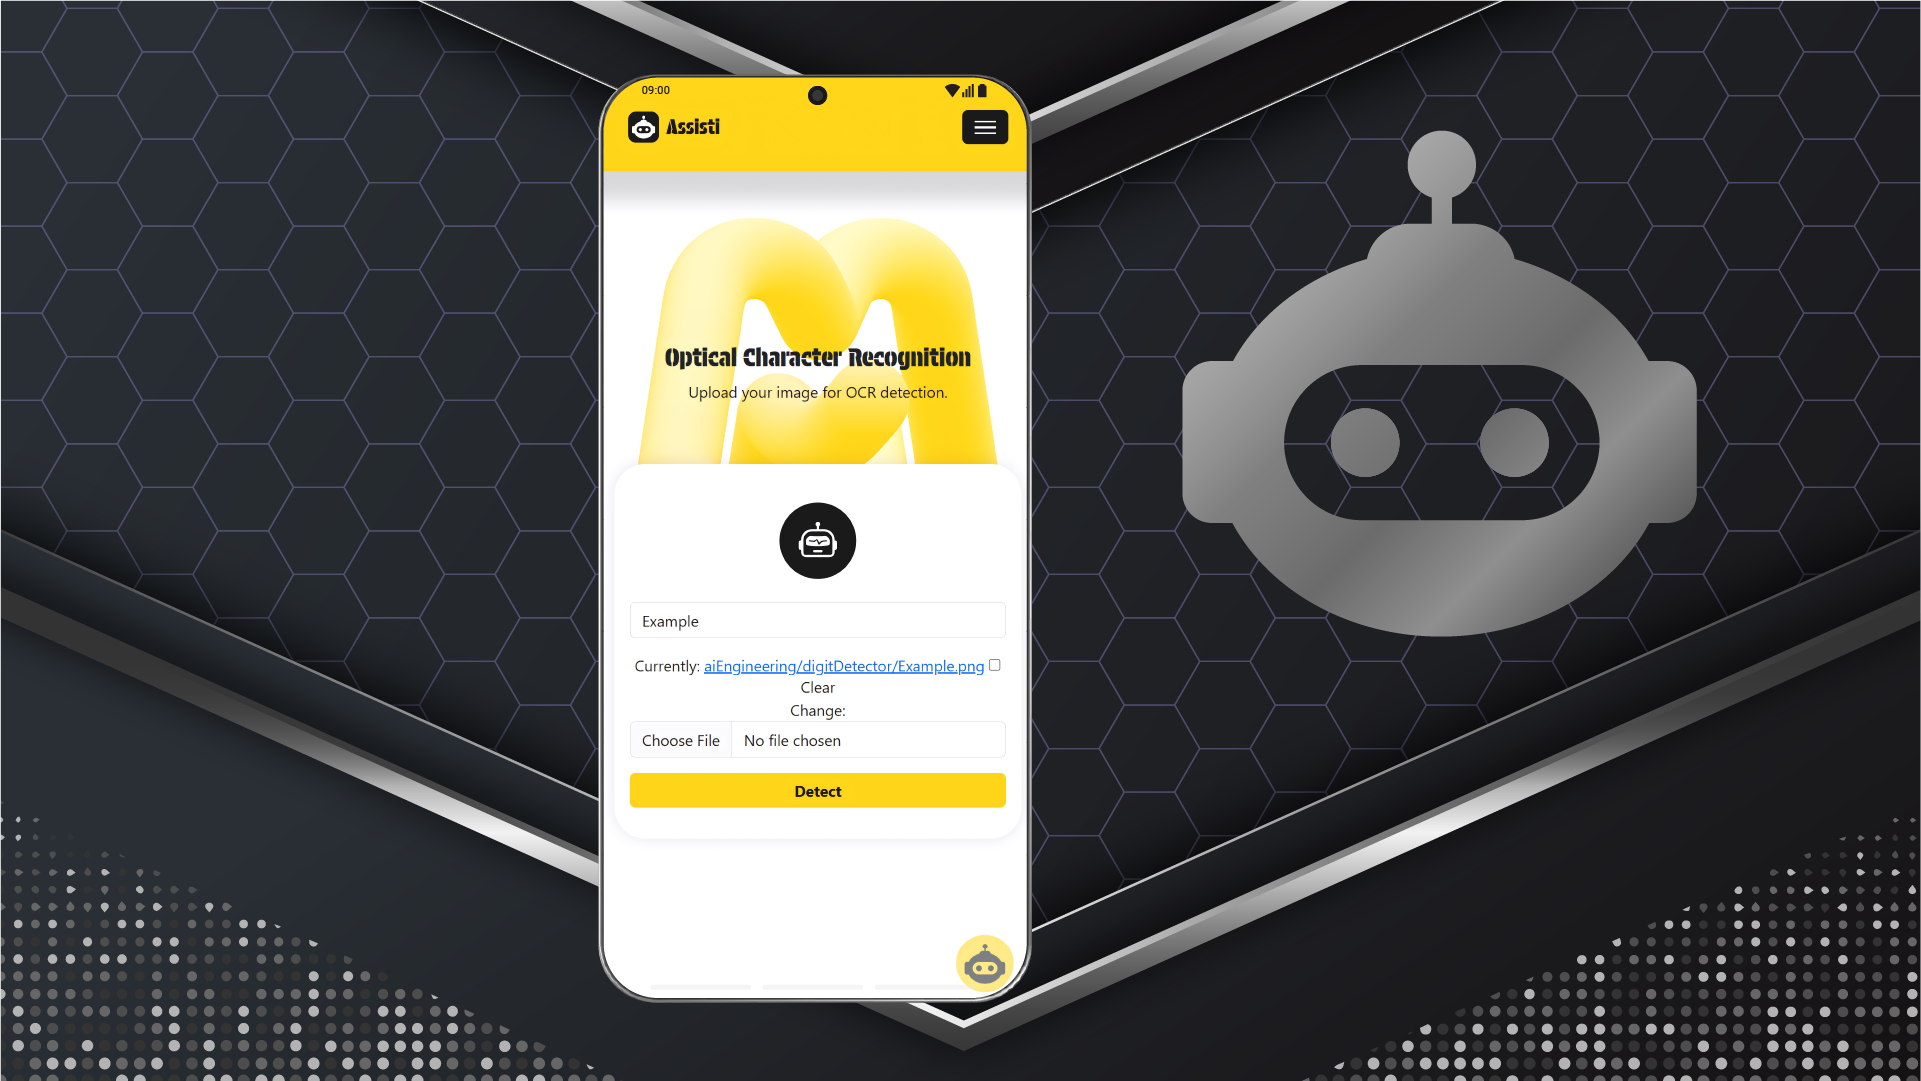 09:00
Assisti
Optical Character Recognition
Upload your image for OCR detection.
Example
Currently: aiEngineering/digitDetector/Example.png
Clear
Change:
Choose File No file chosen
Detect